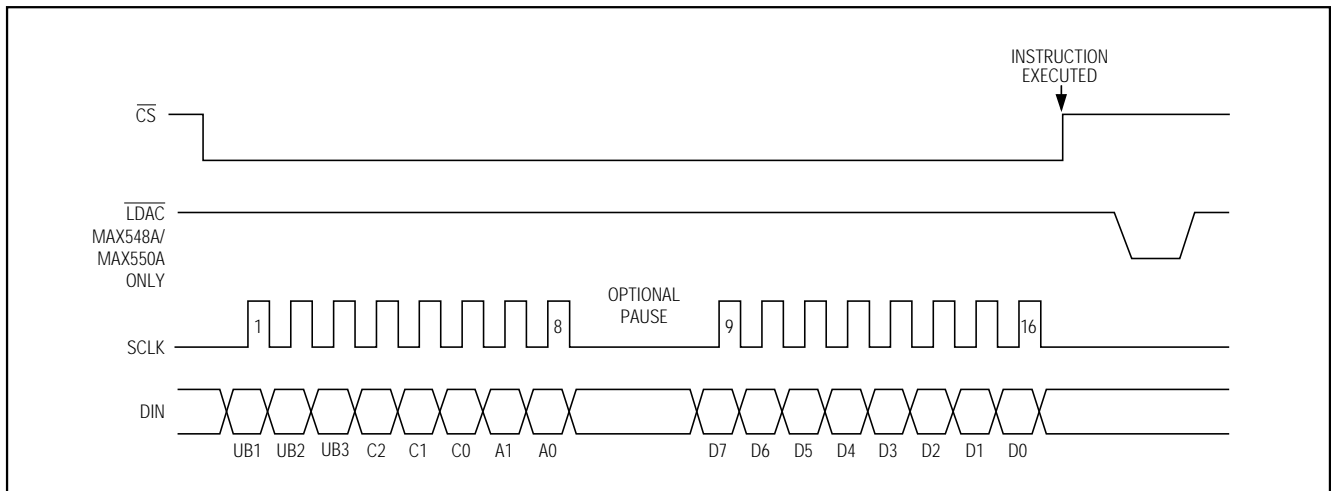 INSTRUCTION
EXECUTED
CS
LDAC
MAX548A/
MAX550A
ONLY
OPTIONAL
PAUSE
1
8
9
16
SCLK
DIN
UB1 UB2 UB3 C2 C1 C0 A1 A0 D7 D6 D5 D4 D3 D2 D1 D0